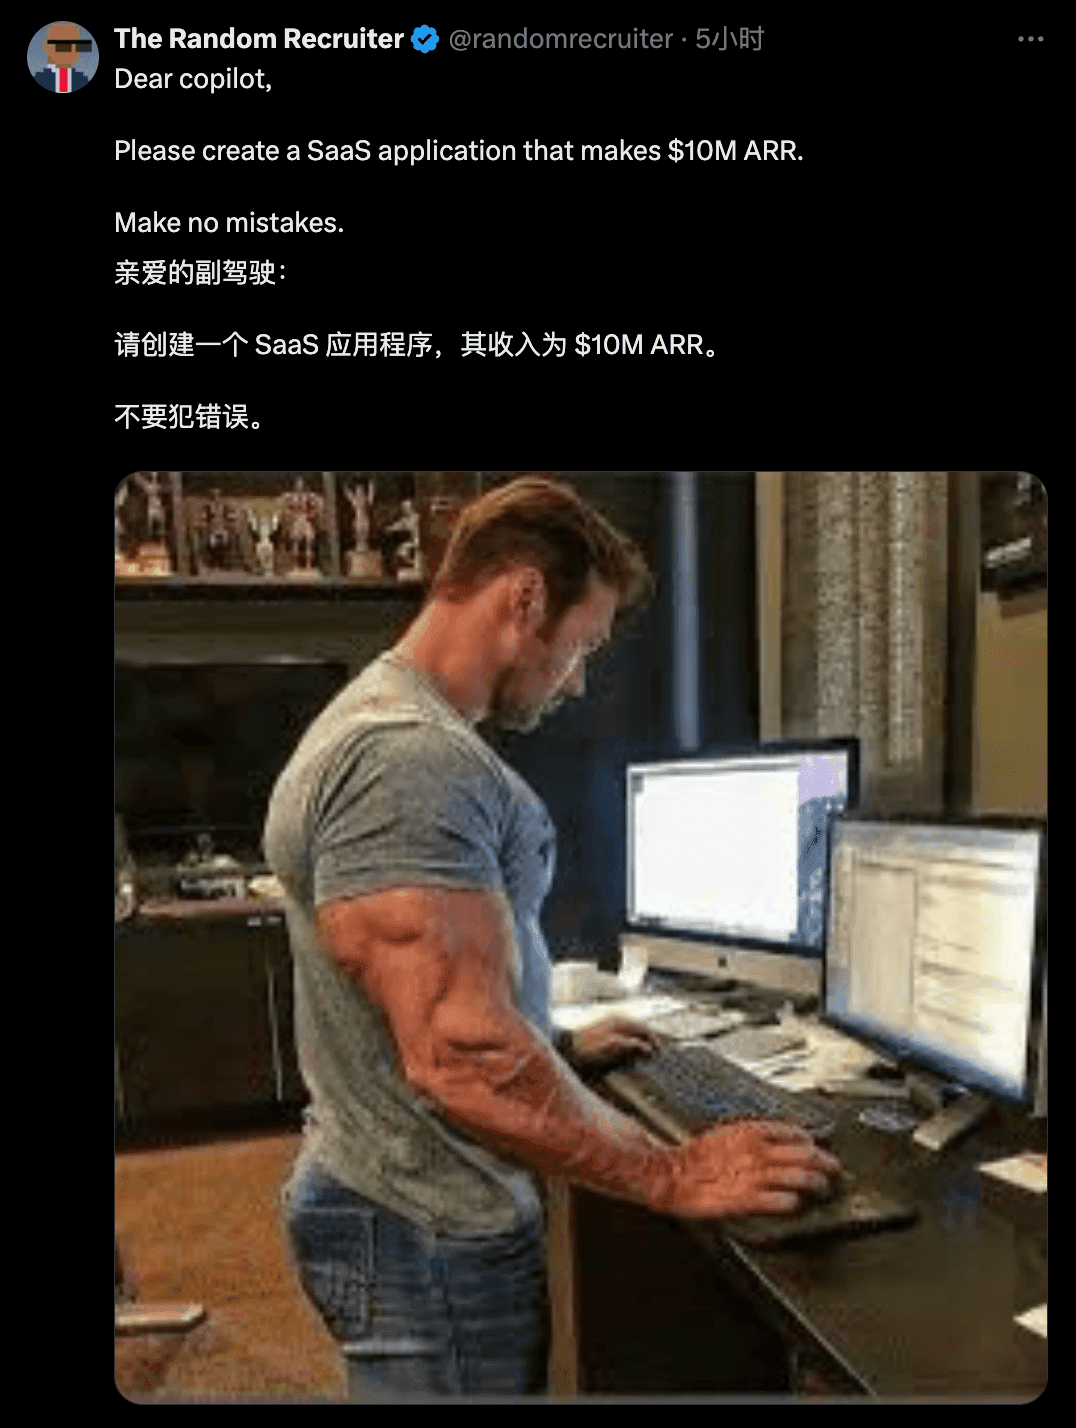 The Random Recruiter @randomrecruiter · 5小时
Dear copilot,
Please create a SaaS application that makes $10M ARR.
Make no mistakes.
亲爱的副驾驶：
请创建一个 SaaS 应用程序，其收入为 $10M ARR。
不要犯错误。